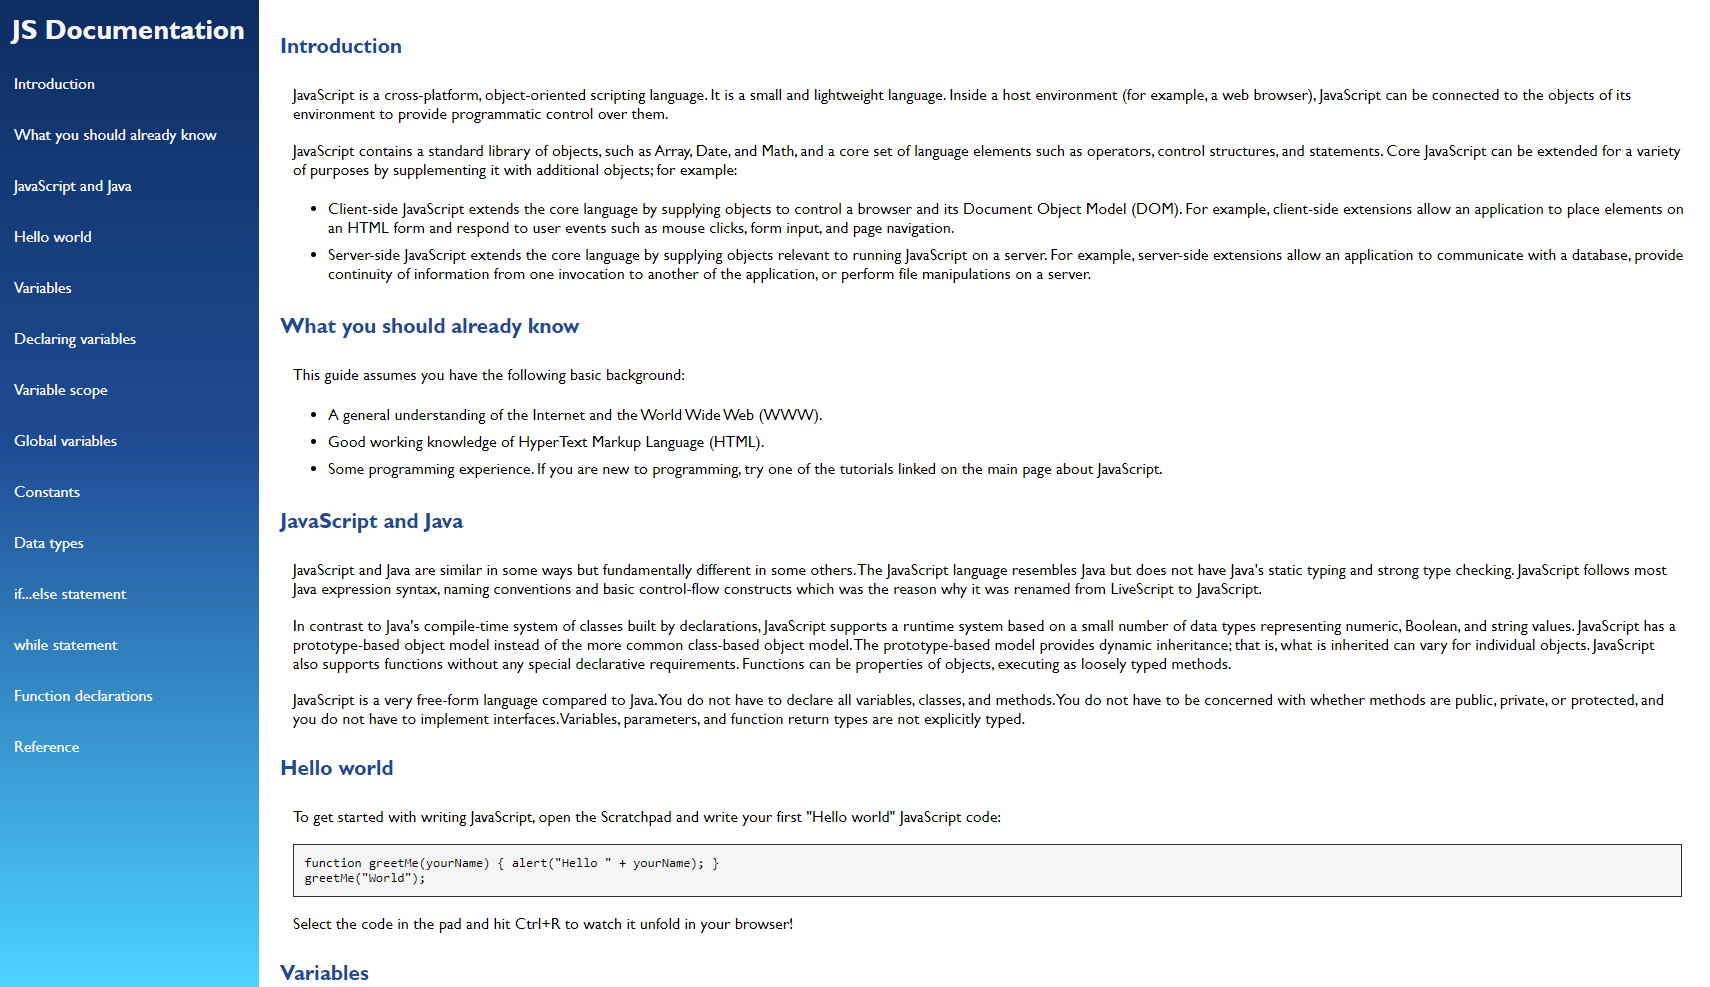 JS Documentation
Introduction
What you should already know
JavaScript and Java
Hello world
Variables
Declaring variables
Variable scope
Global variables
Constants
Data types
if...else statement
while statement
Function declarations
Reference
Introduction
JavaScript is a cross-platform, object-oriented scripting language. It is a small and lightweight language. Inside a host environment (for example, a web browser), JavaScript can be connected to the objects of its
environment to provide programmatic control over them.
JavaScript contains a standard library of objects, such as Array, Date, and Math, and a core set of language elements such as operators, control structures, and statements. Core JavaScript can be extended for a variety
of purposes by supplementing it with additional objects; for example:
• Client-side JavaScript extends the core language by supplying objects to control a browser and its Document Object Model (DOM). For example, client-side extensions allow an application to place elements on
an HTML form and respond to user events such as mouse clicks, form input, and page navigation.
• Server-side JavaScript extends the core language by supplying objects relevant to running JavaScript on a server. For example, server-side extensions allow an application to communicate with a database, provide
continuity of information from one invocation to another of the application, or perform file manipulations on a server.
What you should already know
This guide assumes you have the following basic background:
• A general understanding of the Internet and the World Wide Web (WWW).
• Good working knowledge of HyperText Markup Language (HTML).
• Some programming experience. If you are new to programming, try one of the tutorials linked on the main page about JavaScript.
JavaScript and Java
JavaScript and Java are similar in some ways but fundamentally different in some others. The JavaScript language resembles Java but does not have Java's static typing and strong type checking. JavaScript follows most
Java expression syntax, naming conventions and basic control-flow constructs which was the reason why it was renamed from LiveScript to JavaScript.
In contrast to Java's compile-time system of classes built by declarations, JavaScript supports a runtime system based on a small number of data types representing numeric, Boolean, and string values. JavaScript has a
prototype-based object model instead of the more common class-based object model. The prototype-based model provides dynamic inheritance; that is, what is inherited can vary for individual objects. JavaScript
also supports functions without any special declarative requirements. Functions can be properties of objects, executing as loosely typed methods.
JavaScript is a very free-form language compared to Java. You do not have to declare all variables, classes, and methods. You do not have to be concerned with whether methods are public, private, or protected, and
you do not have to implement interfaces. Variables, parameters, and function return types are not explicitly typed.
Hello world
To get started with writing JavaScript, open the Scratchpad and write your first "Hello world" JavaScript code:
function greetMe(yourName) { alert("Hello " + yourName); }
greetMe("World");
Select the code in the pad and hit Ctrl+R to watch it unfold in your browser!
Variables